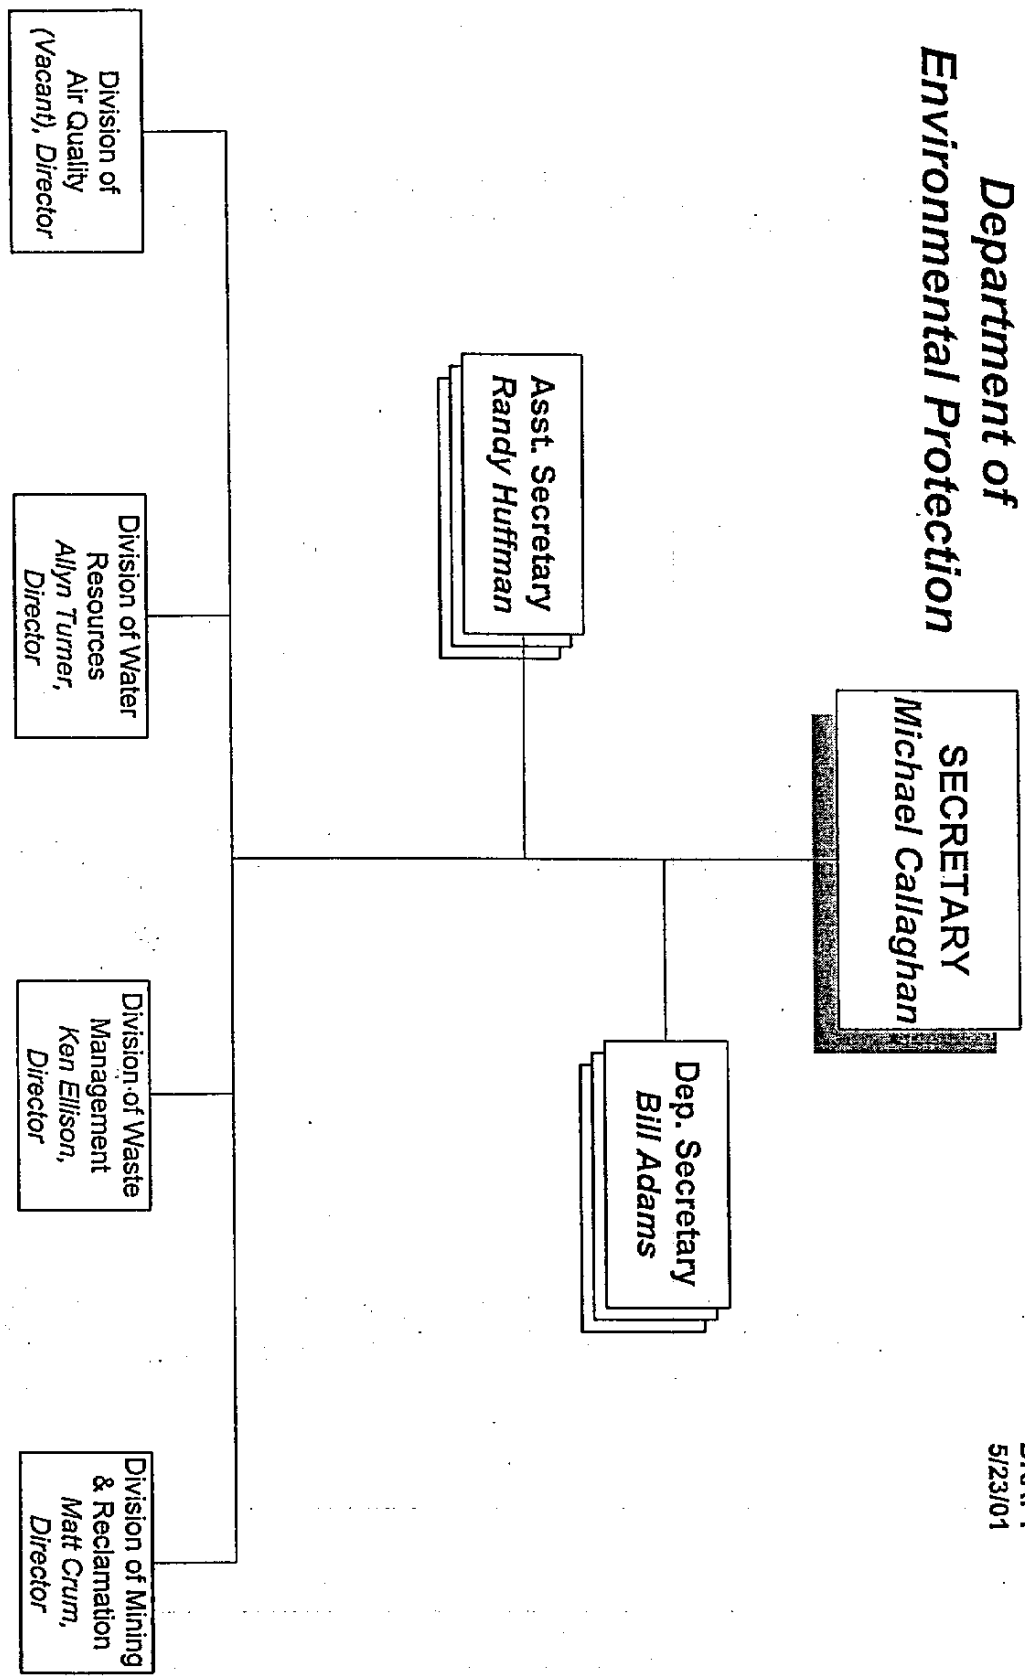 Department of
Environmental Protection
5/23/01
SECRETARY
Michael Callaghan
Dep. Secretary
Bill Adams
Asst. Secretary
Randy Huffman
Division of
Air Quality
(Vacant), Director
Division of Water
Resources
Allyn Turner,
Director
Division of Waste
Management
Ken Ellison,
Director
Division of Mining
& Reclamation
Matt Crum,
Director